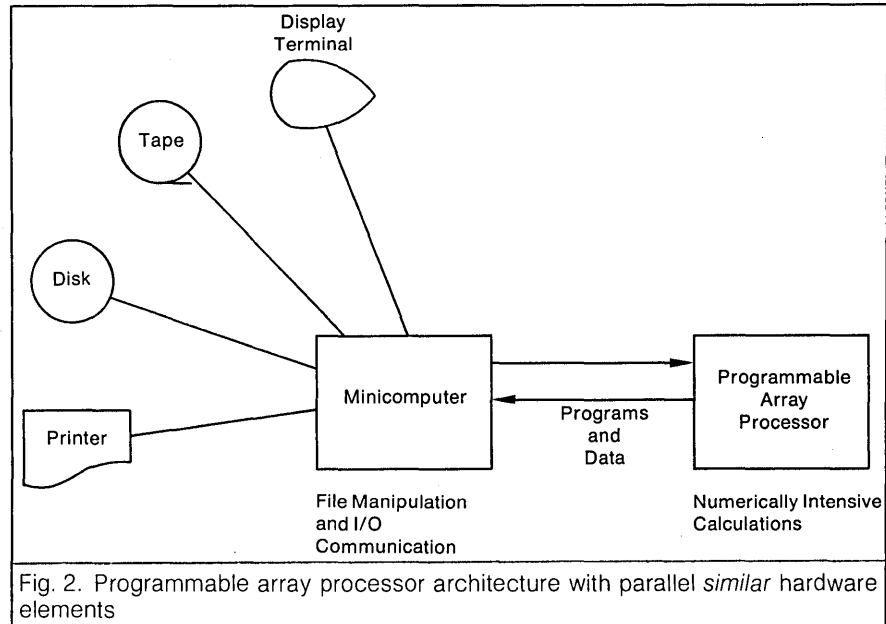 Display
Terminal
Tape
Disk
Printer
Minicomputer
Programs
and
Data
Programmable
Array
Processor
File Manipulation
and I/O
Communication
Numerically Intensive
Calculations
Fig. 2. Programmable array processor architecture with parallel similar hardware
elements